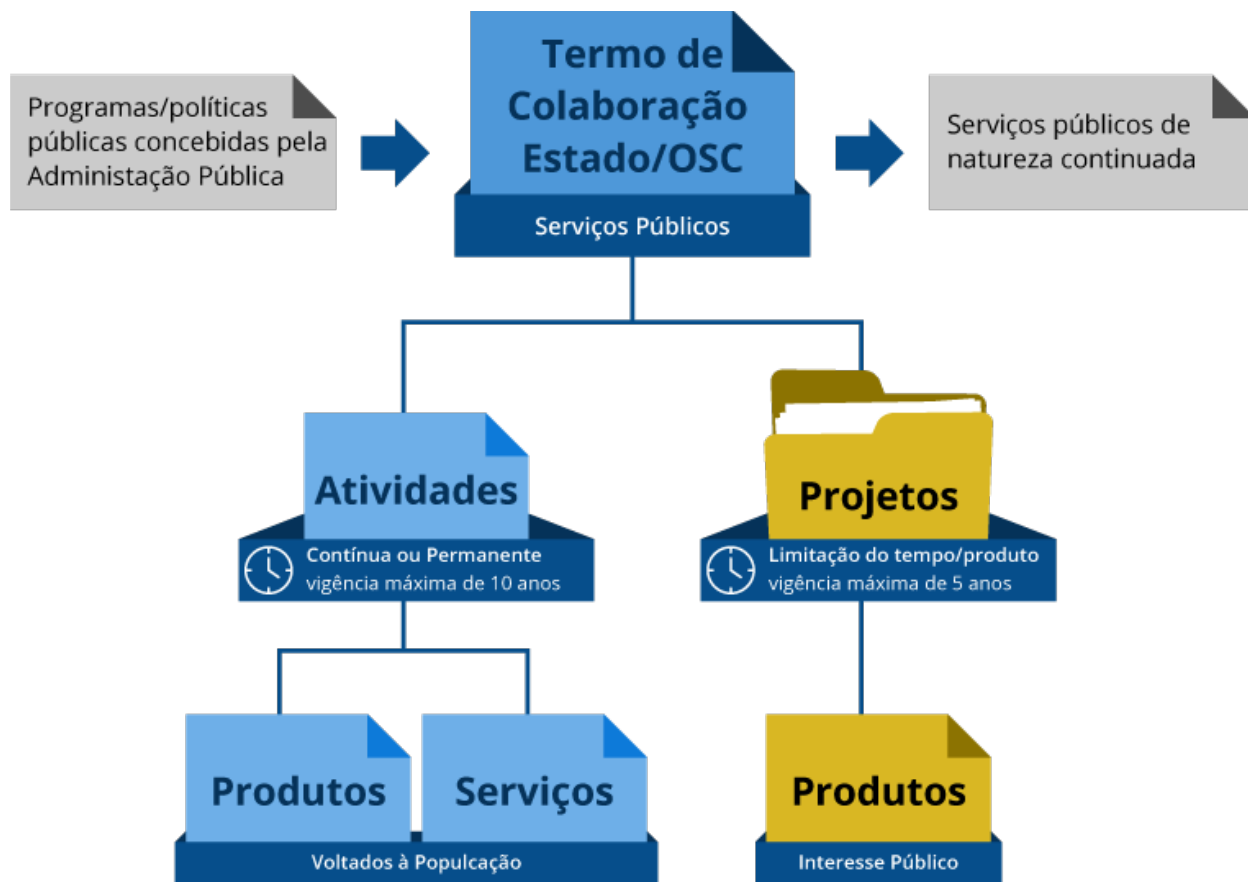 Termo de
Colaboração
Estado/OSC
Programas/políticas
públicas concebidas pela
Administação Pública
Serviços públicos de
natureza continuada
Serviços Públicos
Atividades
Projetos
Contínua ou Permanente
vigência máxima de 10 anos
Limitação do tempo/produto
vigência máxima de 5 anos
Produtos
Serviços
Produtos
Voltados à Populcação
Interesse Público